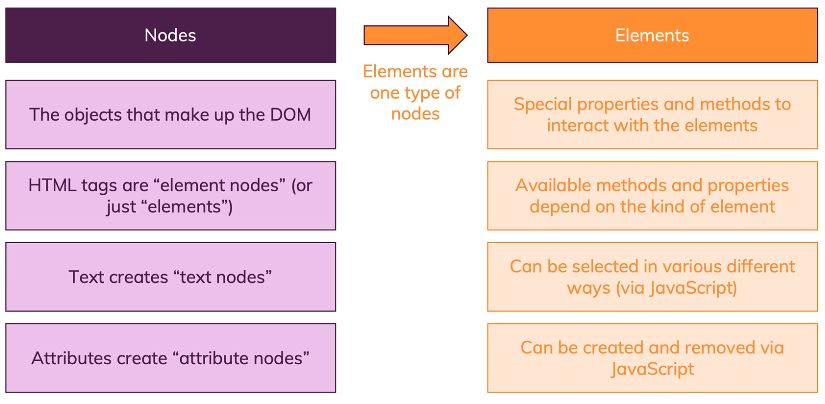 Nodes
Elements are
one type of
nodes
Elements
The objects that make up the DOM
Special properties and methods to
interact with the elements
HTML tags are “element nodes” (or
just “elements”)
Available methods and properties
depend on the kind of element
Text creates “text nodes”
Can be selected in various different
ways (via JavaScript)
Attributes create “attribute nodes”
Can be created and removed via
JavaScript